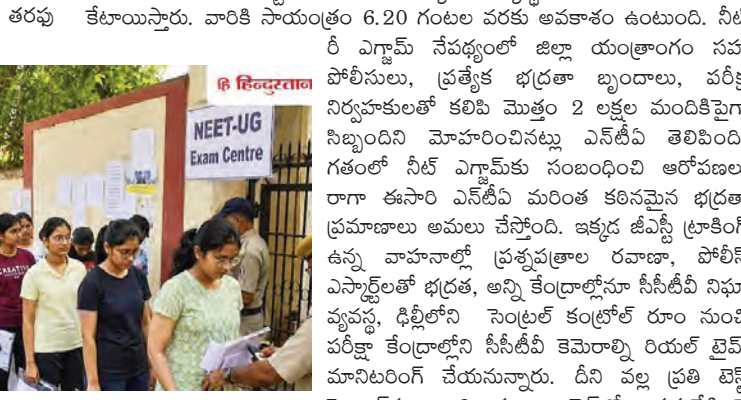 తరఫు
కేటాయిస్తారు. వారికి సాయంత్రం 6.20 గంటల వరకు అవకాశం ఉంటుంది. నీట్
రీ ఎగ్జామ్ నేపథ్యంలో జిల్లా యంత్రాంగం సహ
పోలీసులు, ప్రత్యేక భద్రతా బృందాలు, పరీక్ష
నిర్వహకులతో కలిపి మొత్తం 2 లక్షల మందికిపైగా
సిబ్బందిని మోహరించినట్లు ఎన్‌టీఏ తెలిపింది.
గతంలో నీట్ ఎగ్జామ్‌కు సంబంధించి ఆరోపణలు
రాగా ఈసారి ఎన్‌టీఏ మరింత కఠినమైన భద్రతా
ప్రమాణాలు అమలు చేస్తోంది. ఇక్కడ జీఎస్టీ ట్రాకింగ్
ఉన్న వాహనాల్లో ప్రశ్నపత్రాల రవాణా, పోలీస్
ఎస్కార్ట్‌లతో భద్రత, అన్ని కేంద్రాల్లోనూ సీసీటీవీ నిఘా
వ్యవస్థ, ఢిల్లీలోని సెంట్రల్ కంట్రోల్ రూం నుంచి
పరీక్షా కేంద్రాల్లోని సీసీటీవీ కెమెరాల్ని రియల్ టైమ్
మానిటరింగ్ చేయనున్నారు. దీని వల్ల ప్రతి టెస్ట్
हि हिन्दुस्तान
NEET-UG
Exam Centre